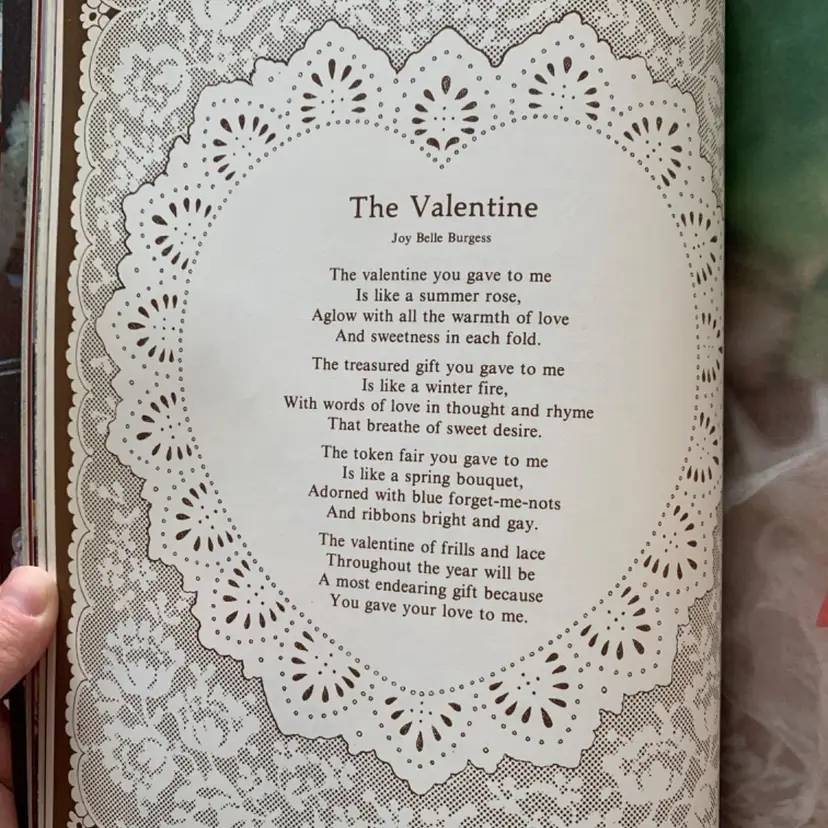 The Valentine
Joy Belle Burgess
The valentine you gave to me
Is like a summer rose,
Aglow with all the warmth of love
And sweetness in each fold.
The treasured gift you gave to me
Is like a winter fire,
With words of love in thought and rhyme
That breathe of sweet desire.
The token fair you gave to me
Is like a spring bouquet,
Adorned with blue forget-me-nots
And ribbons bright and gay.
The valentine of frills and lace
Throughout the year will be
A most endearing gift because
You gave your love to me.